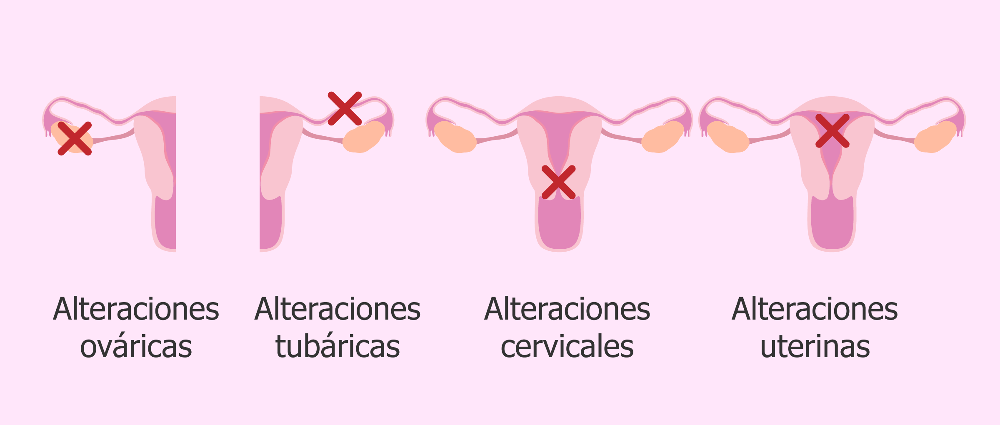 Alteraciones
ováricas
Alteraciones
tubáricas
Alteraciones
cervicales
Alteraciones
uterinas